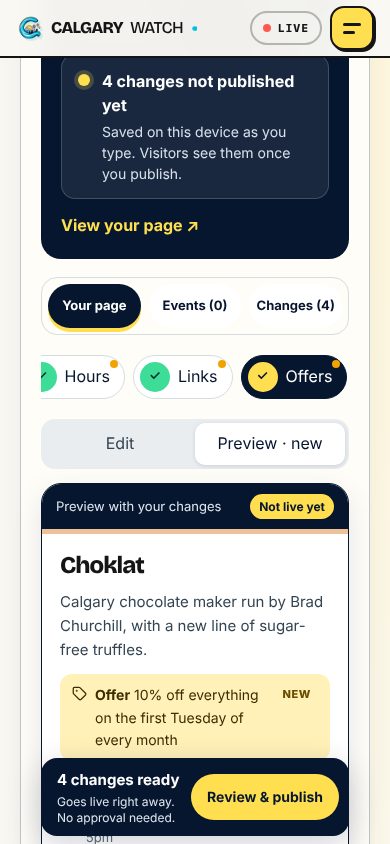 CALGARY WATCH
LIVE
4 changes not published
yet
Saved on this device as you
type. Visitors see them once
you publish.
View your page ↗
Your page
Events (0)
Changes (4)
Hours
Links
Offers
Edit
Preview · new
Preview with your changes
Not live yet
Choklat
Calgary chocolate maker run by Brad
Churchill, with a new line of sugar-
free truffles.
Offer 10% off everything
NEW
on the first Tuesday of
every month
4 changes ready
Goes live right away.
No approval needed.
Review & publish
5pm